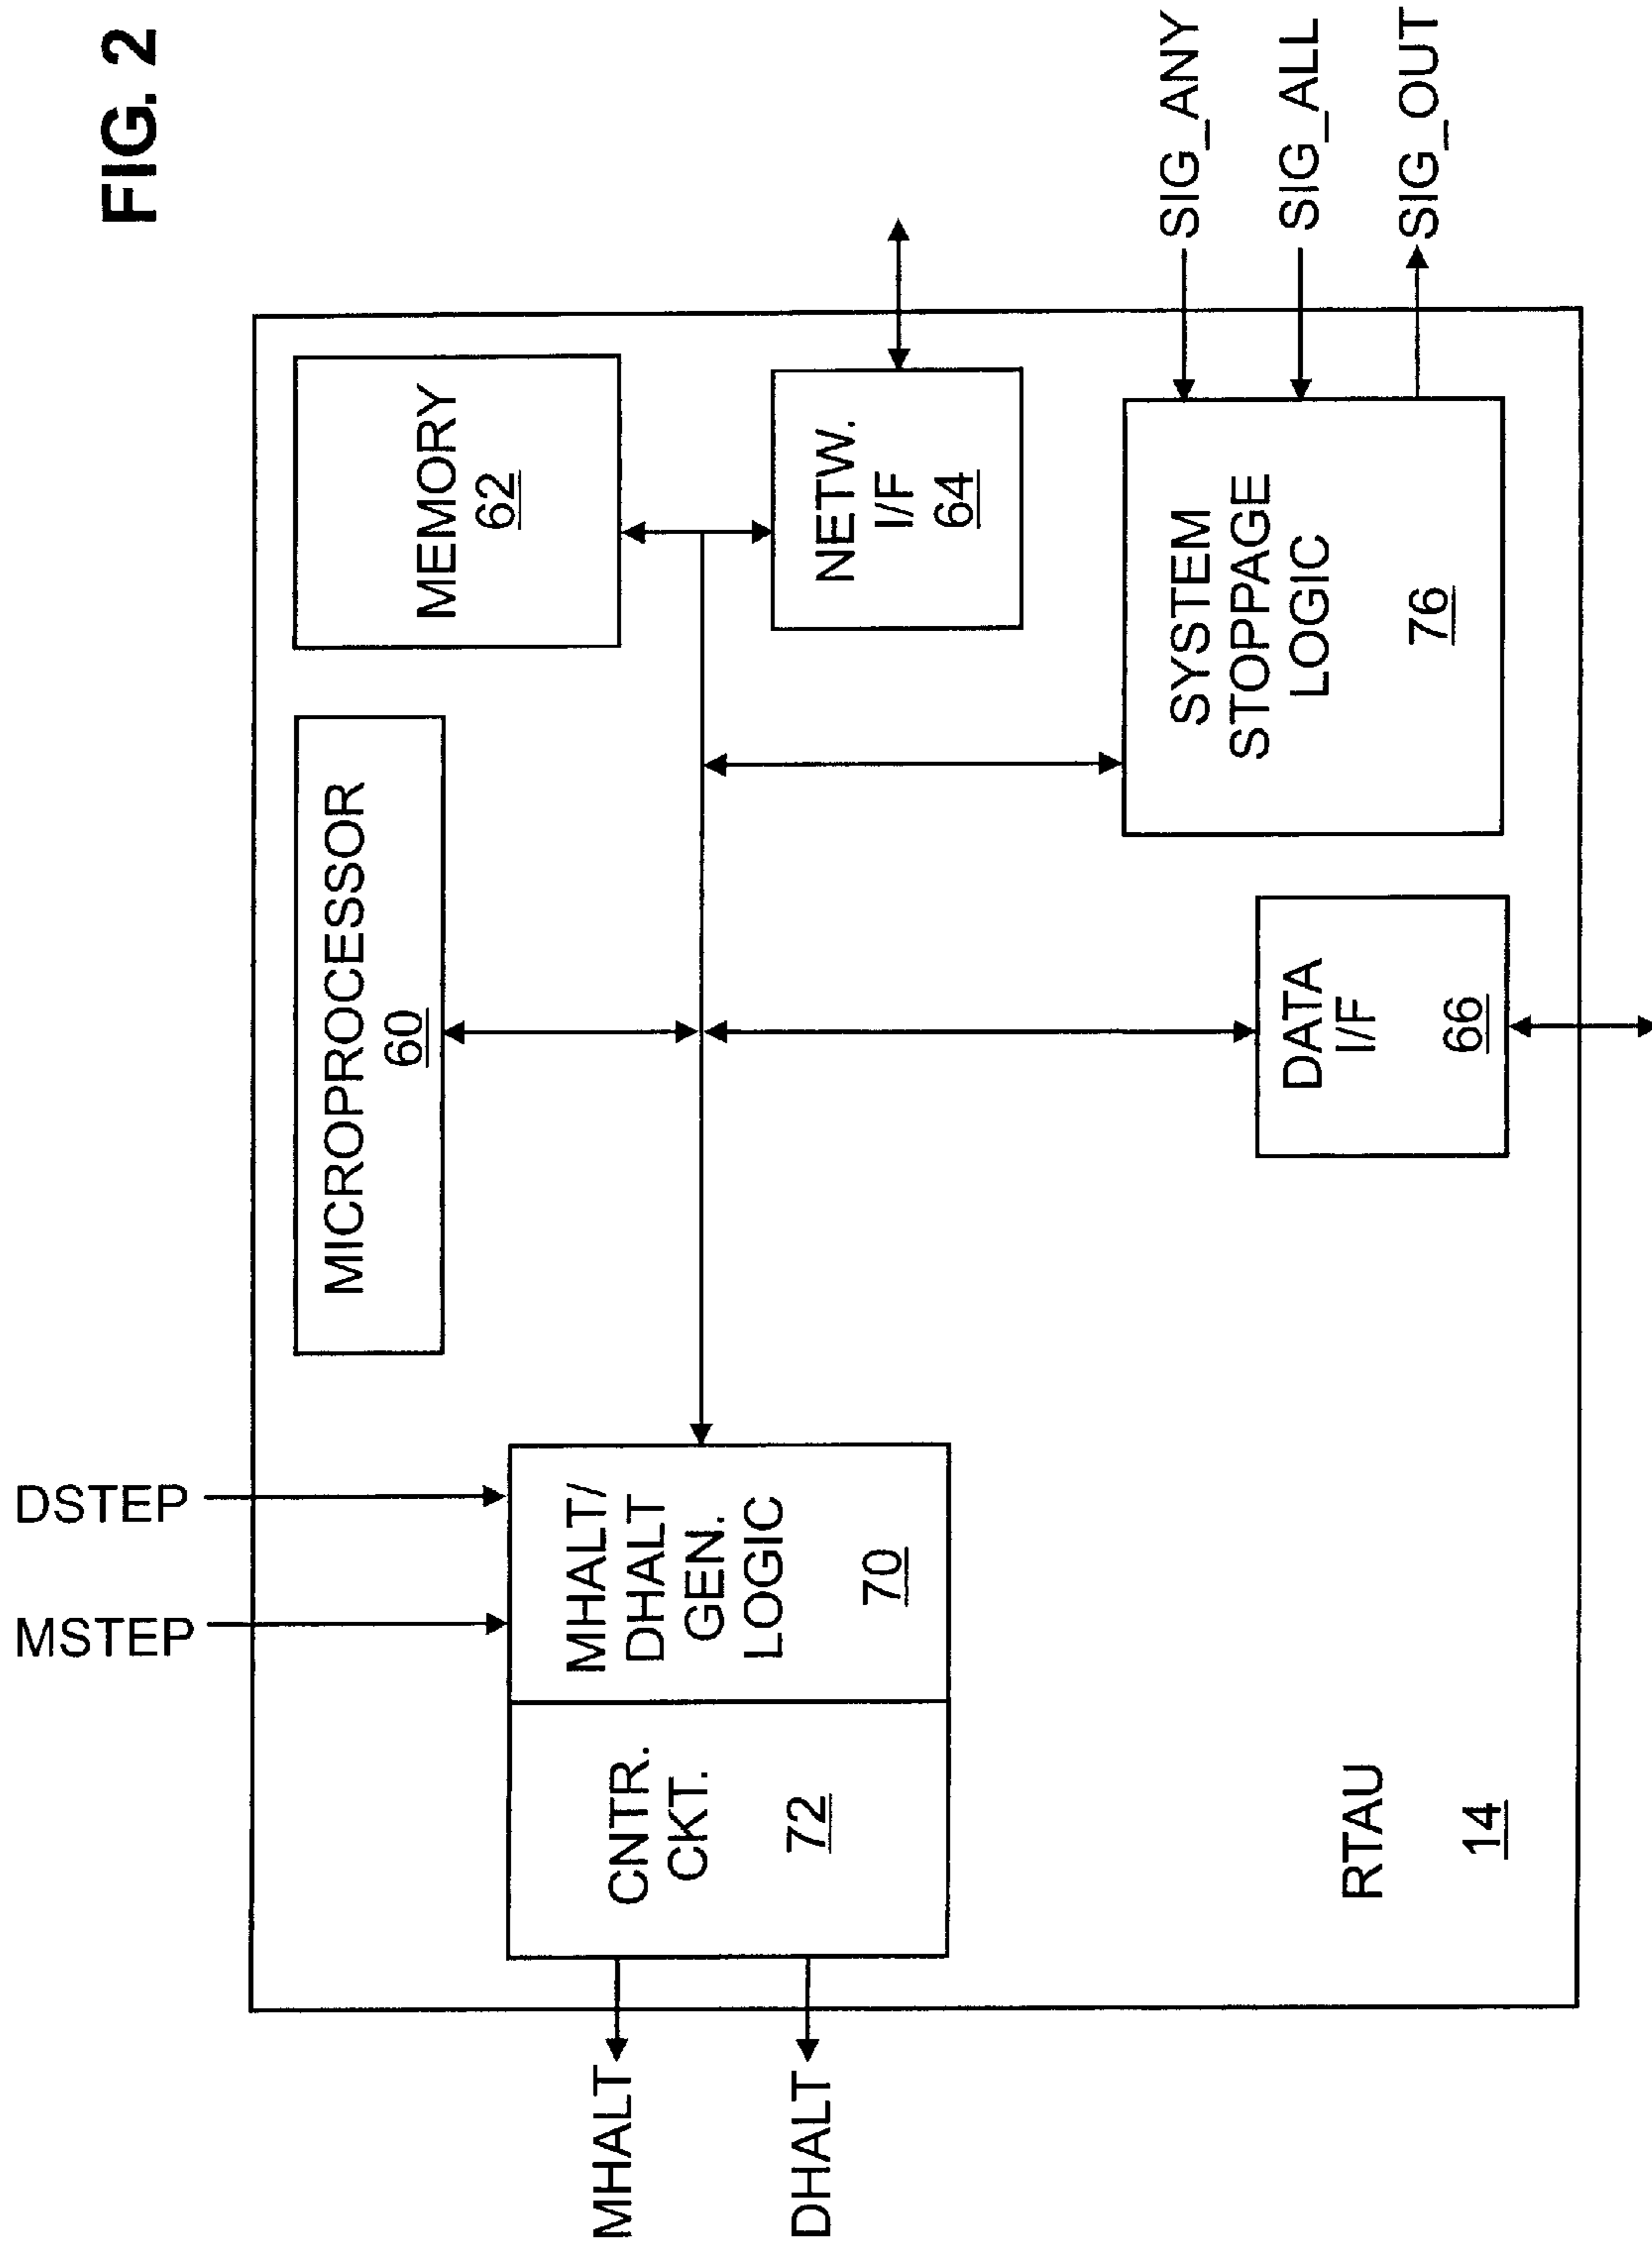 FIG. 2
DSTEP
MSTEP
MICROPROCESSOR
60
MEMORY
62
MHALT/
DHALT
GEN.
LOGIC
70
CNTR.
CKT.
72
MHALT
DHALT
NETW.
I/F
64
SYSTEM
STOPPAGE
LOGIC
76
SIG_ANY
SIG_ALL
SIG_OUT
DATA
I/F
66
RTAU
14